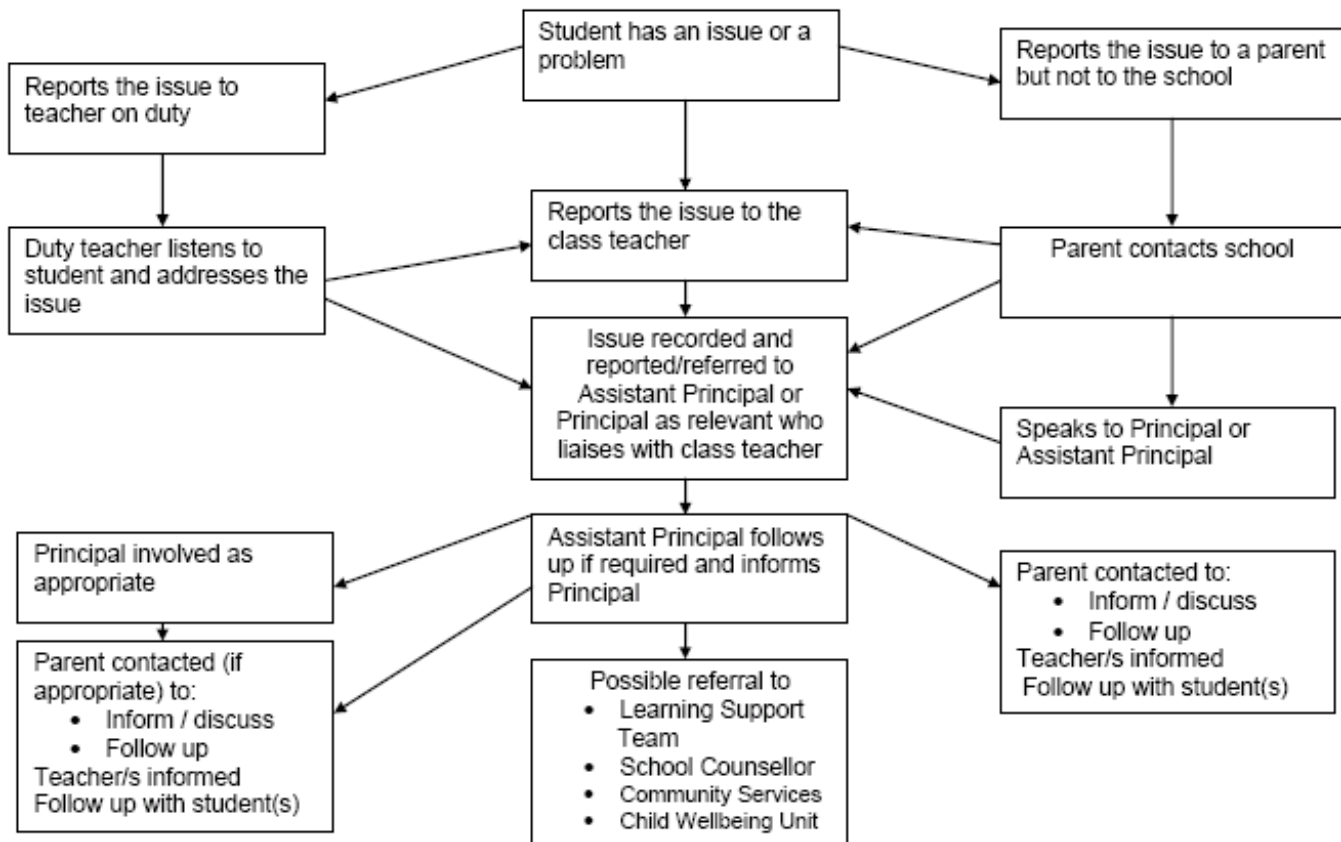 Student has an issue or a
problem
Reports the issue to a parent
but not to the school
Reports the issue to
teacher on duty
Reports the issue to the
class teacher
Duty teacher listens to
student and addresses the
issue
Parent contacts school
Issue recorded and
reported/referred to
Assistant Principal or
Principal as relevant who
liaises with class teacher
Speaks to Principal or
Assistant Principal
Principal involved as
appropriate
Assistant Principal follows
up if required and informs
Principal
Parent contacted to:
• Inform / discuss
• Follow up
Teacher/s informed
Follow up with student(s)
Parent contacted (if
appropriate) to:
• Inform / discuss
• Follow up
Teacher/s informed
Follow up with student(s)
Possible referral to
• Learning Support
Team
• School Counsellor
• Community Services
• Child Wellbeing Unit